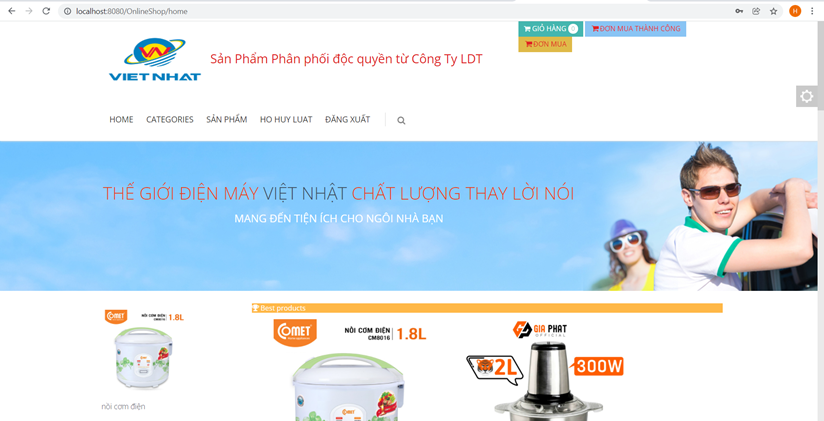 localhost:8080/OnlineShop/home
H
GIỎ HÀNG
ĐƠN MUA THÀNH CÔNG
ĐƠN MUA
VIET NHAT
Sản Phẩm Phân phối độc quyền từ Công Ty LDT
HOME
CATEGORIES
SẢN PHẨM
HO HUY LUAT
ĐĂNG XUẤT
THẾ GIỚI ĐIỆN MÁY VIỆT NHẬT CHẤT LƯỢNG THAY LỜI NÓI
MANG ĐẾN TIỆN ÍCH CHO NGÔI NHÀ BẠN
Best products
COMET
NỒI CƠM ĐIỆN
CM8016
1.8L
nồi cơm điện
COMET
NỒI CƠM ĐIỆN
CM8016
1.8L
GIA PHAT
OFFICIAL
2L
300W